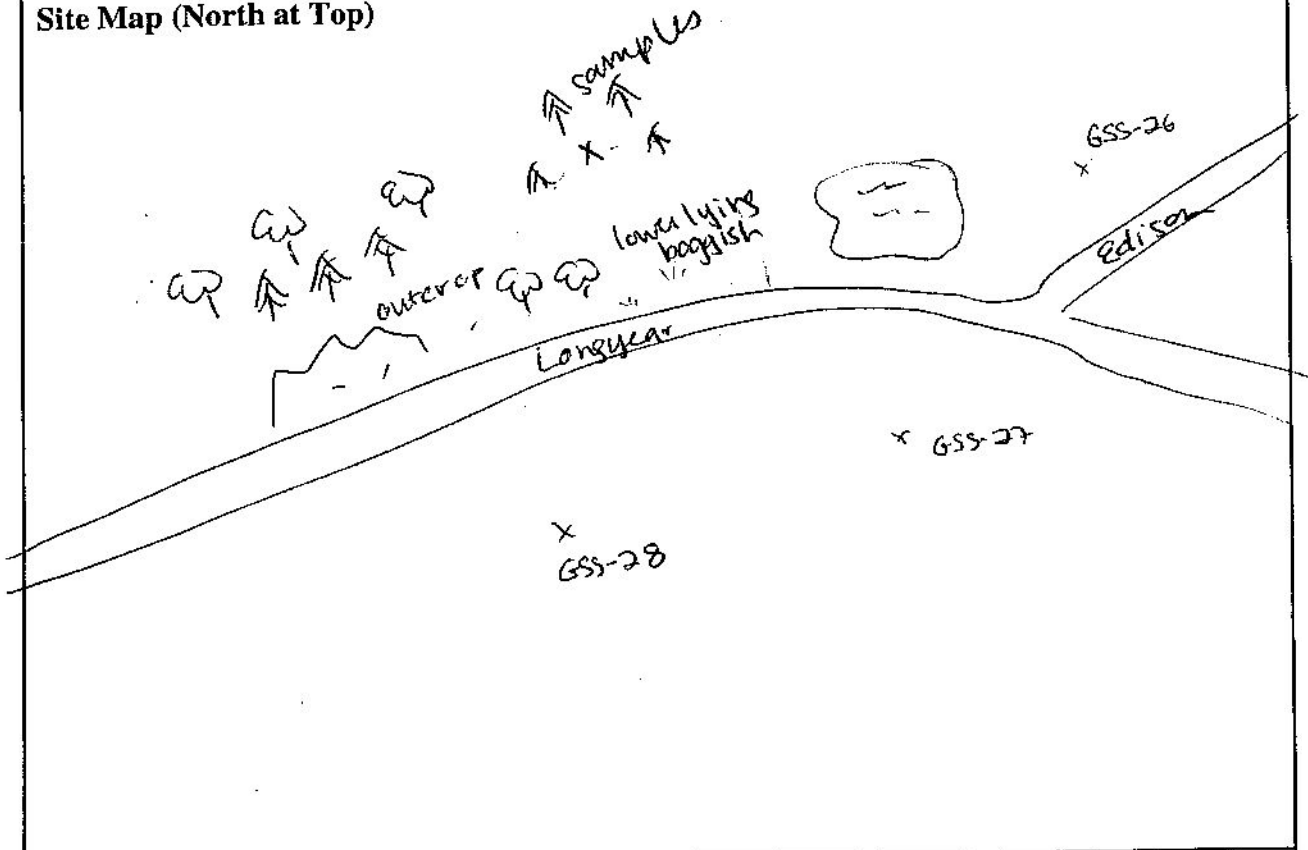 Site Map (North at Top)
samples
GSS-26
lower lying
boggish
Edison
outcrop
Longyear
GSS-27
GSS-28